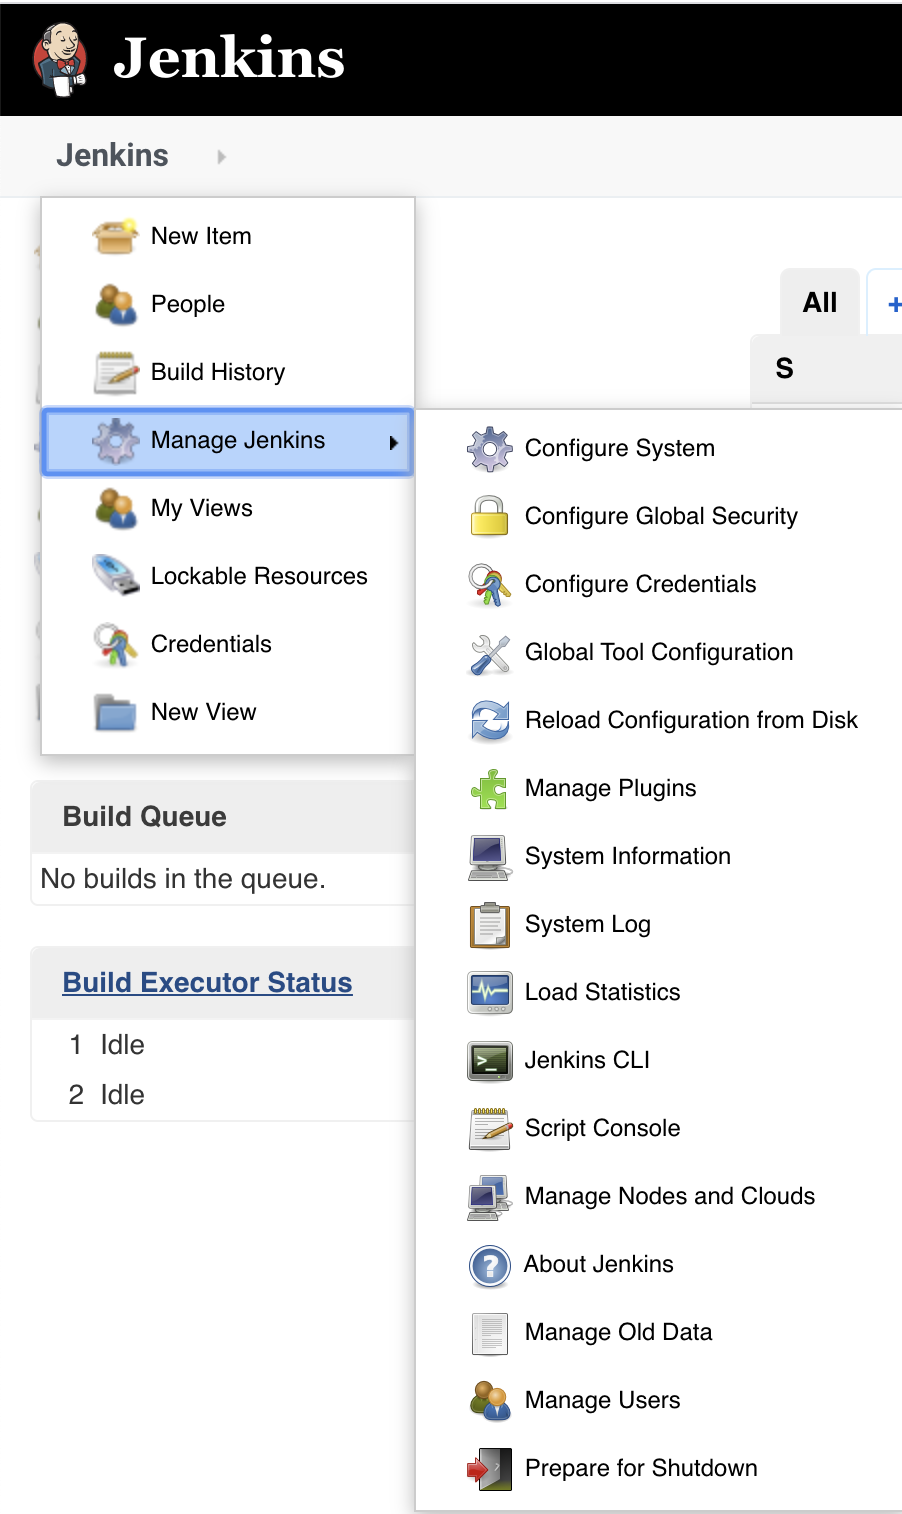 Jenkins
Jenkins
New Item
People
Build History
Manage Jenkins
My Views
Lockable Resources
Credentials
New View
All
+
S
Configure System
Configure Global Security
Configure Credentials
Global Tool Configuration
Reload Configuration from Disk
Manage Plugins
System Information
System Log
Load Statistics
Jenkins CLI
Script Console
Manage Nodes and Clouds
About Jenkins
Manage Old Data
Manage Users
Prepare for Shutdown
Build Queue
No builds in the queue.
Build Executor Status
1 Idle
2 Idle